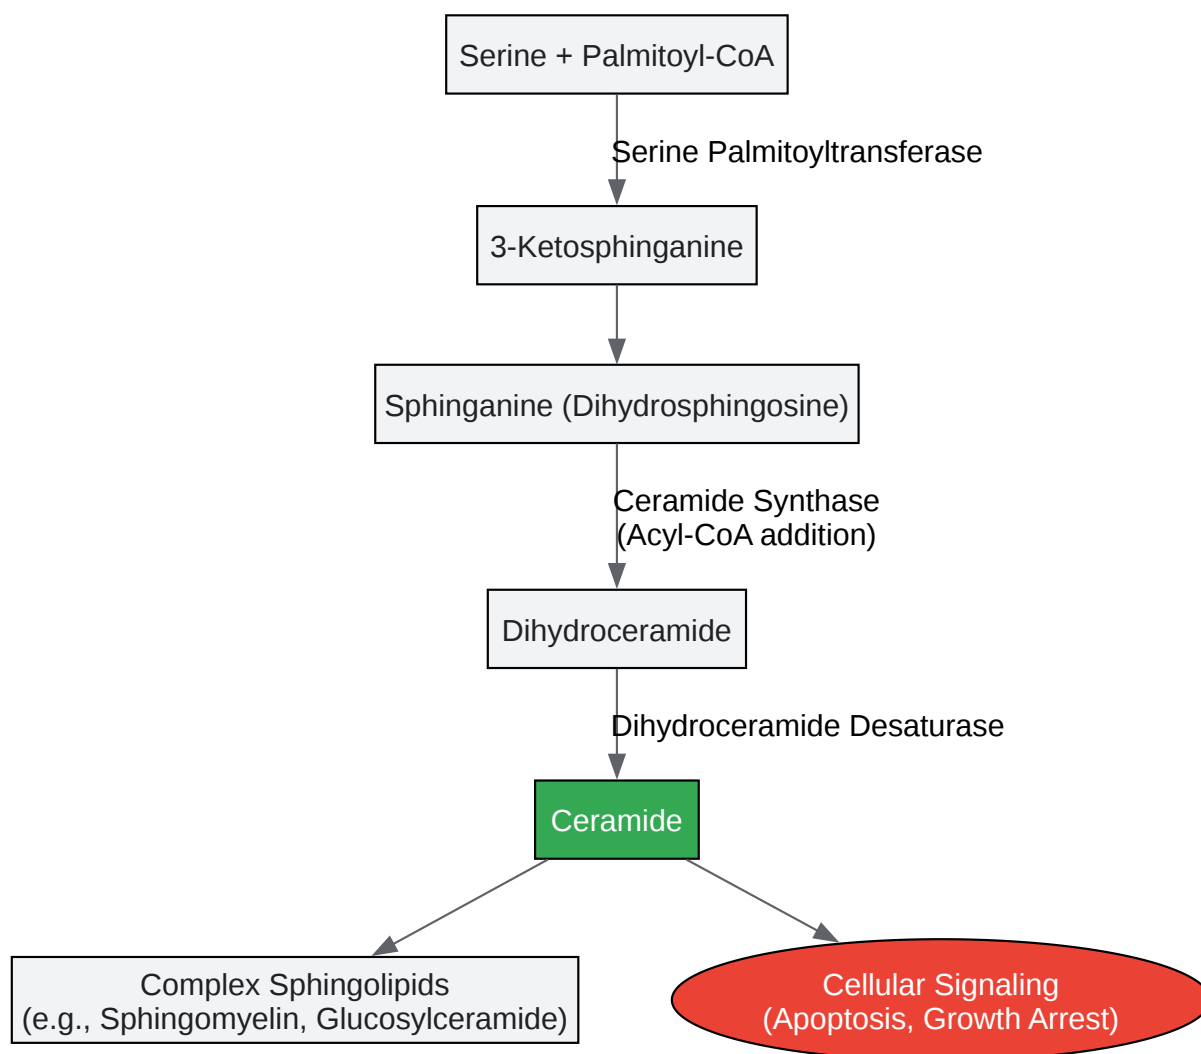 Serine + Palmitoyl-CoA
Serine Palmitoyltransferase
3-Ketosphinganine
Sphinganine (Dihydrosphingosine)
Ceramide Synthase
(Acyl-CoA addition)
Dihydroceramide
Dihydroceramide Desaturase
Ceramide
Complex Sphingolipids
(e.g., Sphingomyelin, Glucosylceramide)
Cellular Signaling
(Apoptosis, Growth Arrest)